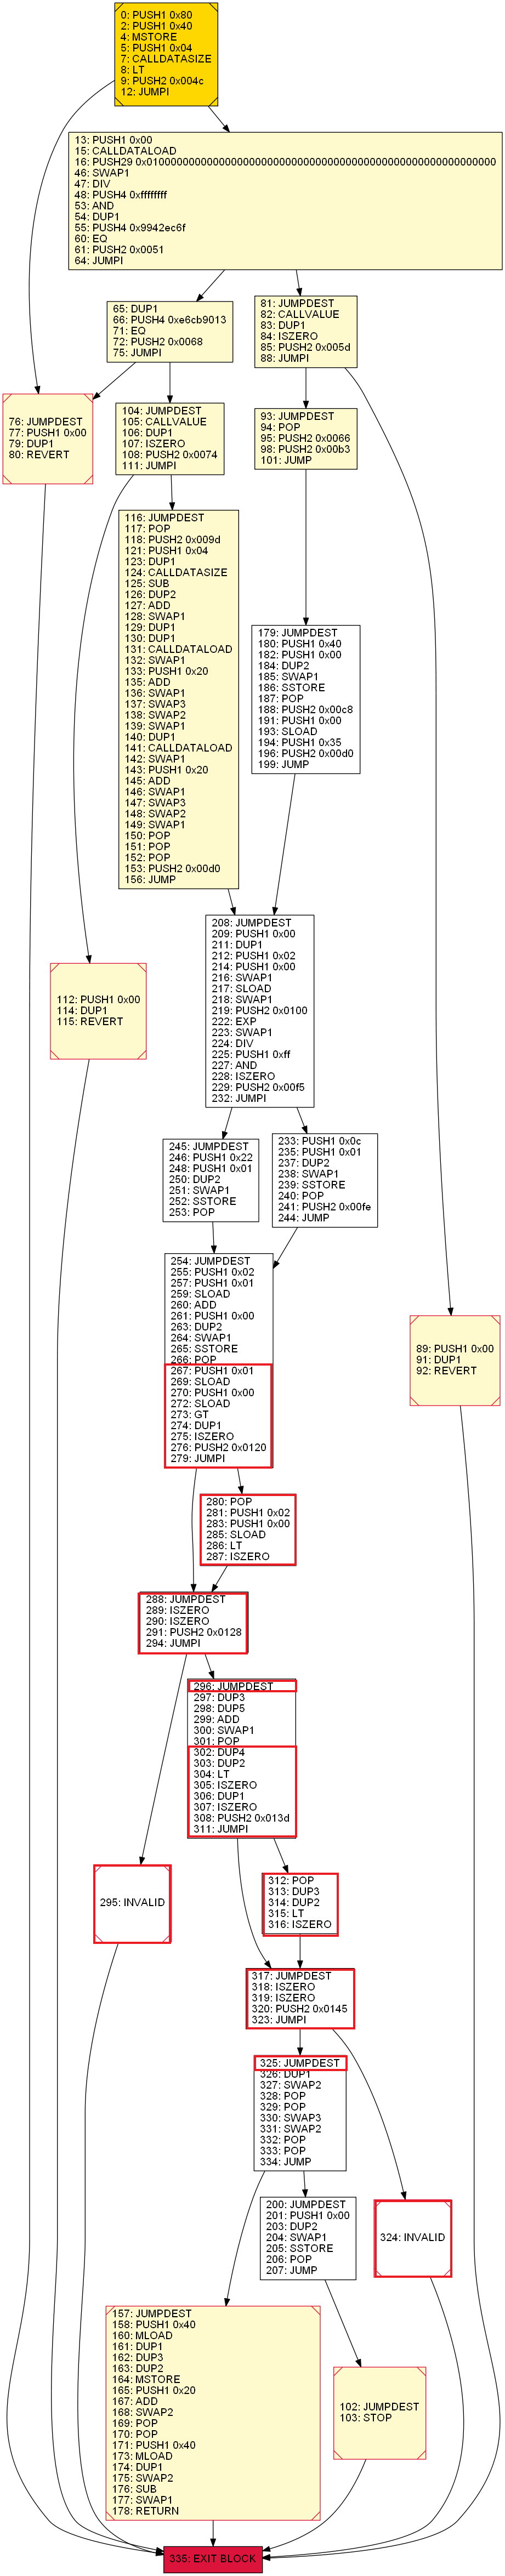 0: PUSH1 0x80
2: PUSH1 0x40
4: MSTORE
5: PUSH1 0x04
7: CALLDATASIZE
8: LT
9: PUSH2 0x004c
12: JUMPI
13: PUSH1 0x00
15: CALLDATALOAD
16: PUSH29 0x0100000000000000000000000000000000000000000000000000000000
46: SWAP1
47: DIV
48: PUSH4 0xffffffff
53: AND
54: DUP1
55: PUSH4 0x9942ec6f
60: EQ
61: PUSH2 0x0051
64: JUMPI
65: DUP1
66: PUSH4 0xe6cb9013
71: EQ
72: PUSH2 0x0068
75: JUMPI
81: JUMPDEST
82: CALLVALUE
83: DUP1
84: ISZERO
85: PUSH2 0x005d
88: JUMPI
76: JUMPDEST
77: PUSH1 0x00
79: DUP1
80: REVERT
104: JUMPDEST
105: CALLVALUE
106: DUP1
107: ISZERO
108: PUSH2 0x0074
111: JUMPI
93: JUMPDEST
94: POP
95: PUSH2 0x0066
98: PUSH2 0x00b3
101: JUMP
116: JUMPDEST
117: POP
118: PUSH2 0x009d
121: PUSH1 0x04
123: DUP1
124: CALLDATASIZE
125: SUB
126: DUP2
127: ADD
128: SWAP1
129: DUP1
130: DUP1
131: CALLDATALOAD
132: SWAP1
133: PUSH1 0x20
135: ADD
136: SWAP1
137: SWAP3
138: SWAP2
139: SWAP1
140: DUP1
141: CALLDATALOAD
142: SWAP1
143: PUSH1 0x20
145: ADD
146: SWAP1
147: SWAP3
148: SWAP2
149: SWAP1
150: POP
151: POP
152: POP
153: PUSH2 0x00d0
156: JUMP
179: JUMPDEST
180: PUSH1 0x40
182: PUSH1 0x00
184: DUP2
185: SWAP1
186: SSTORE
187: POP
188: PUSH2 0x00c8
191: PUSH1 0x00
193: SLOAD
194: PUSH1 0x35
196: PUSH2 0x00d0
199: JUMP
112: PUSH1 0x00
114: DUP1
115: REVERT
208: JUMPDEST
209: PUSH1 0x00
211: DUP1
212: PUSH1 0x02
214: PUSH1 0x00
216: SWAP1
217: SLOAD
218: SWAP1
219: PUSH2 0x0100
222: EXP
223: SWAP1
224: DIV
225: PUSH1 0xff
227: AND
228: ISZERO
229: PUSH2 0x00f5
232: JUMPI
245: JUMPDEST
246: PUSH1 0x22
248: PUSH1 0x01
250: DUP2
251: SWAP1
252: SSTORE
253: POP
233: PUSH1 0x0c
235: PUSH1 0x01
237: DUP2
238: SWAP1
239: SSTORE
240: POP
241: PUSH2 0x00fe
244: JUMP
254: JUMPDEST
255: PUSH1 0x02
257: PUSH1 0x01
259: SLOAD
260: ADD
261: PUSH1 0x00
263: DUP2
264: SWAP1
265: SSTORE
266: POP
267: PUSH1 0x01
269: SLOAD
270: PUSH1 0x00
272: SLOAD
273: GT
274: DUP1
275: ISZERO
276: PUSH2 0x0120
279: JUMPI
89: PUSH1 0x00
91: DUP1
92: REVERT
280: POP
281: PUSH1 0x02
283: PUSH1 0x00
285: SLOAD
286: LT
287: ISZERO
288: JUMPDEST
289: ISZERO
290: ISZERO
291: PUSH2 0x0128
294: JUMPI
296: JUMPDEST
297: DUP3
298: DUP5
299: ADD
300: SWAP1
301: POP
302: DUP4
303: DUP2
304: LT
305: ISZERO
306: DUP1
307: ISZERO
308: PUSH2 0x013d
311: JUMPI
295: INVALID
312: POP
313: DUP3
314: DUP2
315: LT
316: ISZERO
317: JUMPDEST
318: ISZERO
319: ISZERO
320: PUSH2 0x0145
323: JUMPI
325: JUMPDEST
326: DUP1
327: SWAP2
328: POP
329: POP
330: SWAP3
331: SWAP2
332: POP
333: POP
334: JUMP
200: JUMPDEST
201: PUSH1 0x00
203: DUP2
204: SWAP1
205: SSTORE
206: POP
207: JUMP
324: INVALID
157: JUMPDEST
158: PUSH1 0x40
160: MLOAD
161: DUP1
162: DUP3
163: DUP2
164: MSTORE
165: PUSH1 0x20
167: ADD
168: SWAP2
169: POP
170: POP
171: PUSH1 0x40
173: MLOAD
174: DUP1
175: SWAP2
176: SUB
177: SWAP1
178: RETURN
102: JUMPDEST
103: STOP
335: EXIT BLOCK